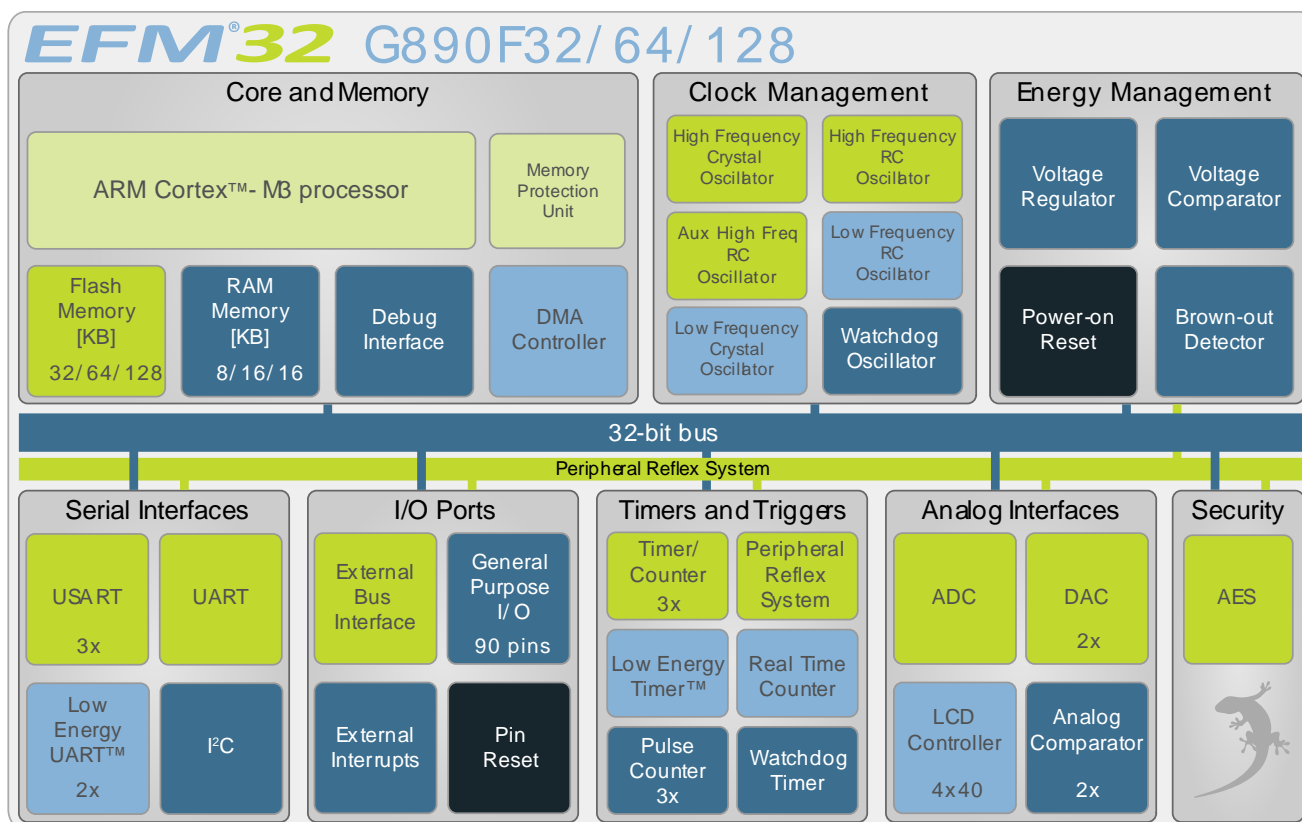 EFM®32 G890F32/64/128
Core and Memory
ARM Cortex™-M3 processor
Memory
Protection
Unit
Flash
Memory
[KB]
32/64/128
RAM
Memory
[KB]
8/16/16
Debug
Interface
DMA
Controller
Clock Management
High Frequency
Crystal
Oscillator
High Frequency
RC
Oscillator
Aux High Freq
RC
Oscillator
Low Frequency
RC
Oscillator
Low Frequency
Crystal
Oscillator
Watchdog
Oscillator
Energy Management
Voltage
Regulator
Voltage
Comparator
Power-on
Reset
Brown-out
Detector
32-bit bus
Peripheral Reflex System
Serial Interfaces
USART
3x
UART
Low
Energy
UART™
2x
I²C
I/O Ports
External
Bus
Interface
General
Purpose
I/O
90 pins
External
Interrupts
Pin
Reset
Timers and Triggers
Timer/
Counter
3x
Peripheral
Reflex
System
Low Energy
Timer™
Real Time
Counter
Pulse
Counter
3x
Watchdog
Timer
Analog Interfaces
ADC
DAC
2x
LCD
Controller
4x40
Analog
Comparator
2x
Security
AES